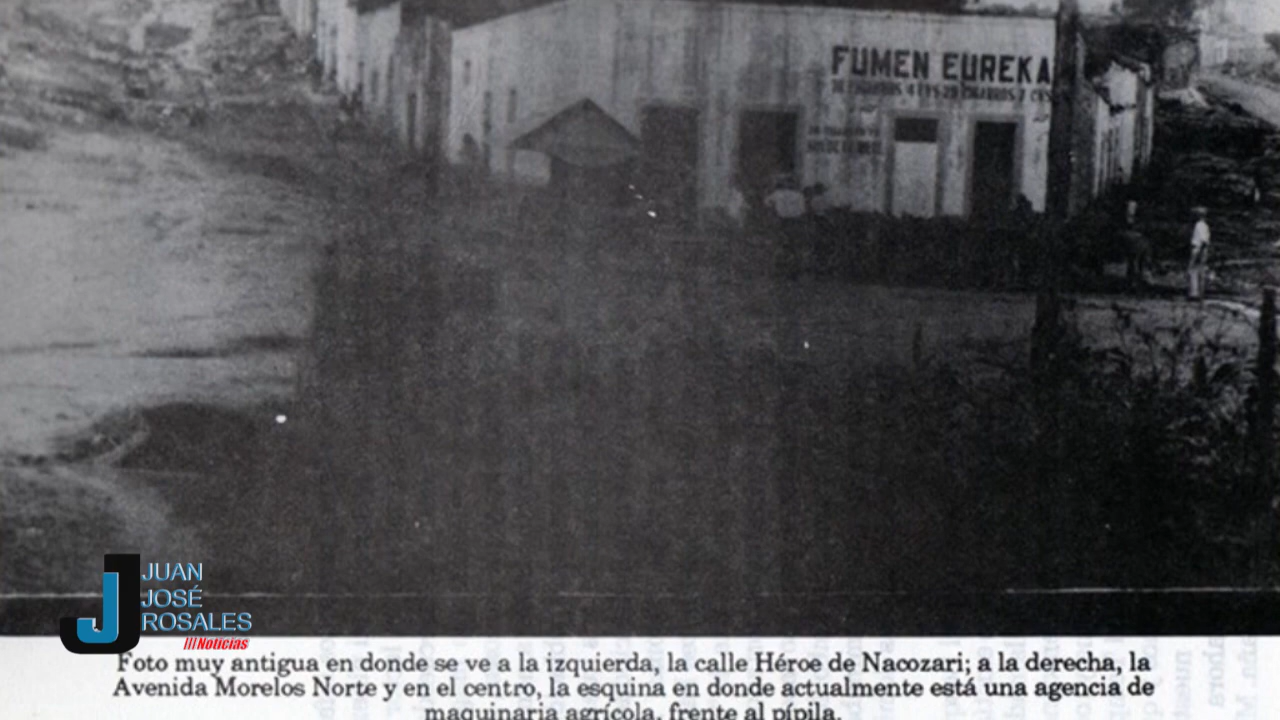 FUMEN EUREKA
JUAN
JOSÉ
ROSALES
Noticias
Foto muy antigua en donde se ve a la izquierda, la calle Héroe de Nacozari; a la derecha, la
Avenida Morelos Norte y en el centro, la esquina en donde actualmente está una agencia de
maquinaria agrícola, frente al pípila.